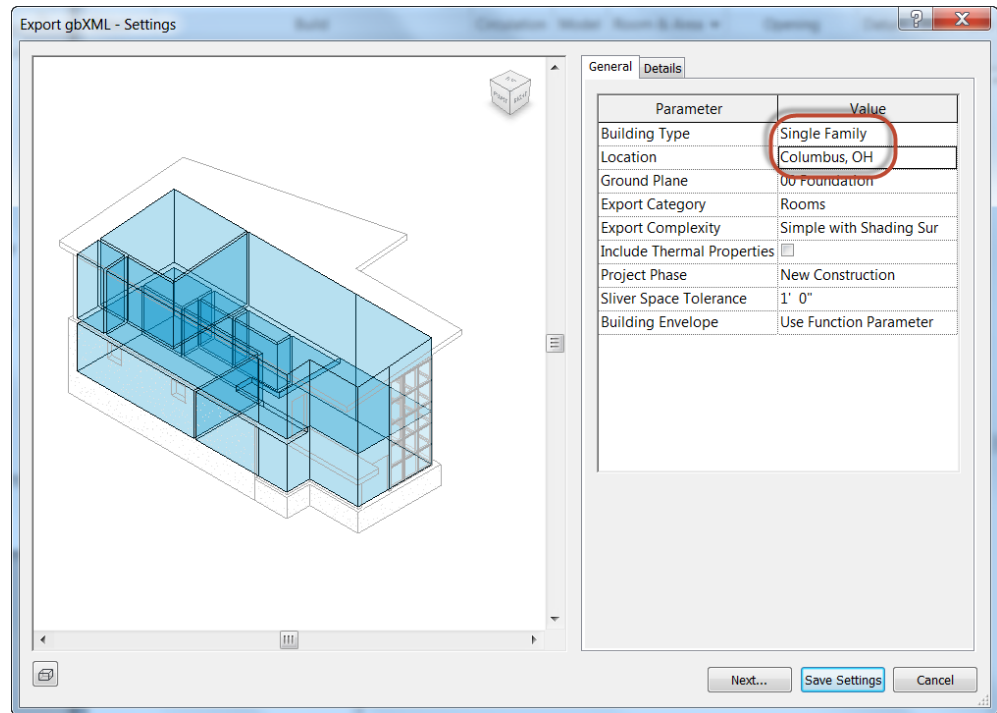 Export gbXML - Settings
General Details
Parameter Value
Building Type Single Family
Location Columbus, OH
Ground Plane 00 Foundation
Export Category Rooms
Export Complexity Simple with Shading Sur
Include Thermal Properties
Project Phase New Construction
Sliver Space Tolerance 1' 0"
Building Envelope Use Function Parameter
Next... Save Settings Cancel